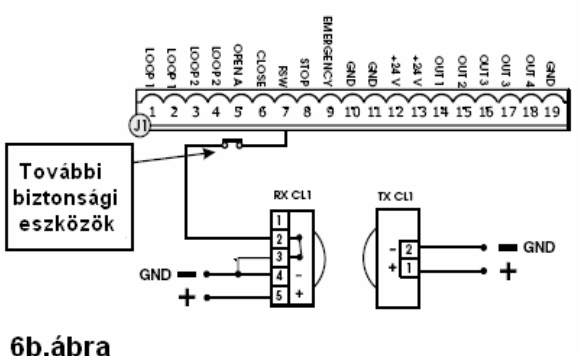 LOOP 1 LOOP 1 LOOP 2 LOOP 2 OPEN A CLOSE FSW STOP EMERGENCY GND GND +24 V +24 V OUT 1 OUT 2 OUT 3 OUT 3 OUT 4 GND
1 2 3 4 5 6 7 8 9 10 11 12 13 14 15 16 17 18 19
J1
További
biztonsági
eszközök
RX CL1
TX CL1
1
2
3
4 -
5 +
GND -
+
- 2
+ 1
- GND
+
6b.ábra